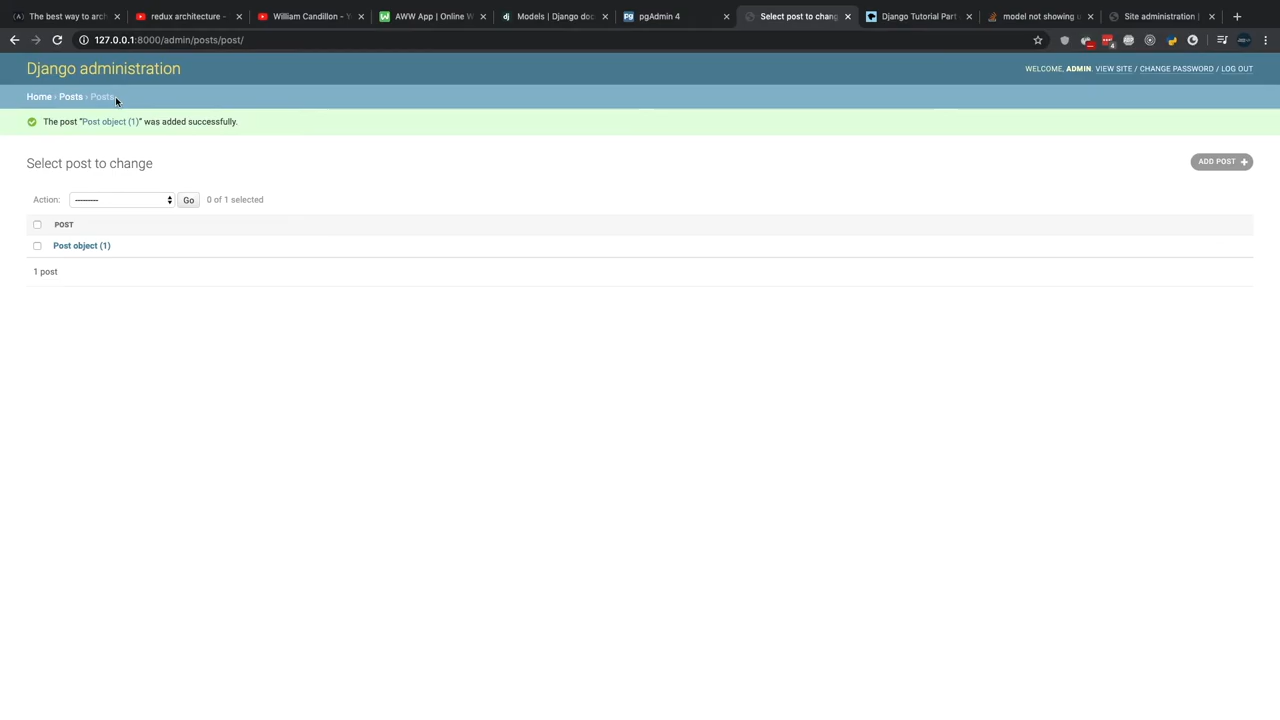 The best way to arch
redux architecture -
William Candillon - Y
AWW App | Online W
Models | Django doc
pgAdmin 4
Select post to chang
Django Tutorial Part
model not showing u
Site administration |
127.0.0.1:8000/admin/posts/post/
4
Django administration
WELCOME, ADMIN. VIEW SITE / CHANGE PASSWORD / LOG OUT
Home › Posts › Posts
The post “Post object (1)” was added successfully.
Select post to change
ADD POST +
Action: --------- Go 0 of 1 selected
POST
Post object (1)
1 post